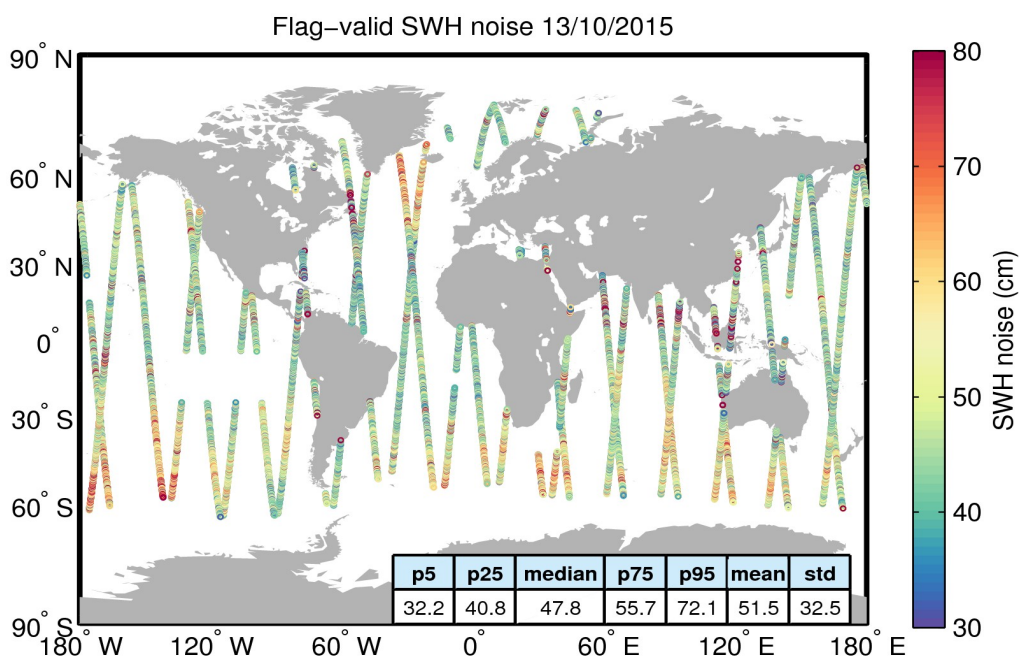 Flag−valid SWH noise 13/10/2015
90° N
60° N
30° N
0°
30° S
60° S
90° S
180° W
120° W
60° W
0°
60° E
120° E
180° E
p5 p25 median p75 p95 mean std
32.2 40.8 47.8 55.7 72.1 51.5 32.5
80
70
60
50
40
30
SWH noise (cm)